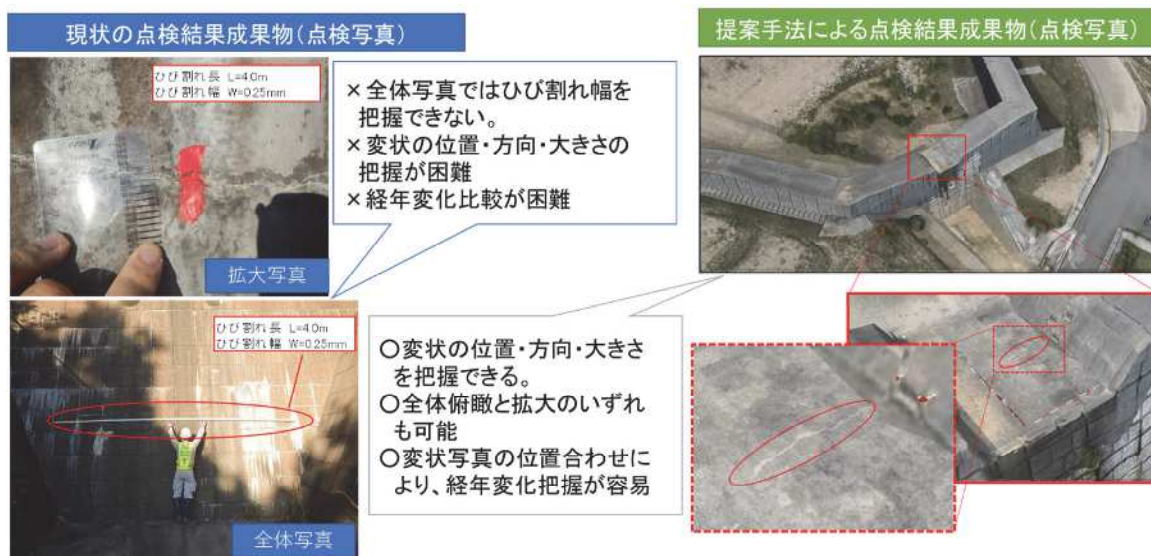 現状の点検結果成果物(点検写真)
ひび割れ長 L=4.0m
ひび割れ幅 W=0.25mm
拡大写真
ひび割れ長 L=4.0m
ひび割れ幅 W=0.25mm
全体写真
×全体写真ではひび割れ幅を
把握できない。
×変状の位置・方向・大きさの
把握が困難
×経年変化比較が困難
提案手法による点検結果成果物(点検写真)
○変状の位置・方向・大きさ
を把握できる。
○全体俯瞰と拡大のいずれ
も可能
○変状写真の位置合わせに
より、経年変化把握が容易